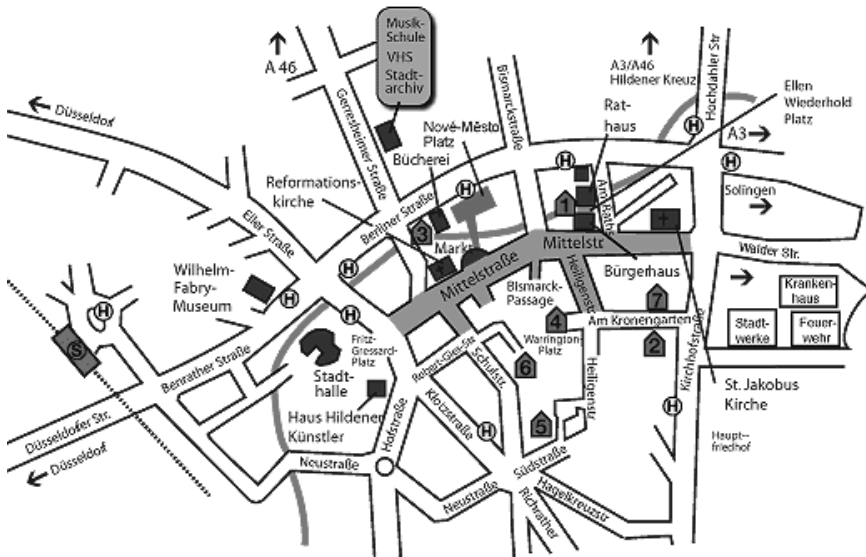 Musik-
Schule
VHS
Stadt-
archiv
A 46
A3/A46
Hildener Kreuz
Hochdahler Str
Ellen
Wiederhold
Platz
Düsseldorf
Gerresheimer Straße
Bismarckstraße
Rat-
haus
Nové-Město
Platz
Bücherei
A3
H
H
H
H
Reformations-
kirche
Eller Straße
Berliner Straße
Am Raths
1
3
Markt
Mittelstr
Mittelstraße
Solingen
Walder Str.
Wilhelm-
Fabry-
Museum
H
H
H
H
Bismarck-
Passage
Heiligenstr
Bürgerhaus
7
Kranken-
haus
Stadt-
werke
Feuer-
wehr
S
4
Am Kronengarten
Warrington-
Platz
2
Fritz-
Gressard-
Platz
Stadt-
halle
Robert-Gies-Str
Schulstr.
6
Heiligenstr
Kirchhofstraße
Benrather Straße
St. Jakobus
Kirche
Haus Hildener
Künstler
Hofstraße
Klotzstraße
H
5
H
Haupt-
friedhof
Düsseldorfer Str.
Düsseldorf
Neustraße
Neustraße
Südstraße
Richrather
Hagelkreuzstr